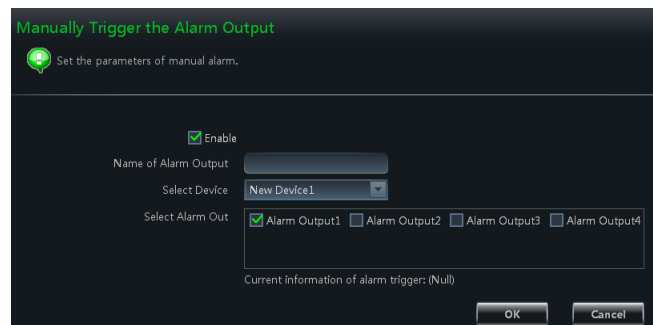 Manually Trigger the Alarm Output
Set the parameters of manual alarm.
Enable
Name of Alarm Output
Select Device New Device1
Select Alarm Out Alarm Output1 Alarm Output2 Alarm Output3 Alarm Output4
Current information of alarm trigger: (Null)
OK Cancel